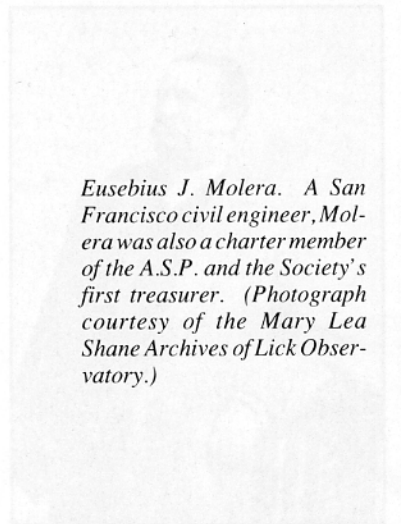 Eusebius J. Molera. A San
Francisco civil engineer, Mol-
era was also a charter member
of the A.S.P. and the Society's
first treasurer. (Photograph
courtesy of the Mary Lea
Shane Archives of Lick Obser-
vatory.)